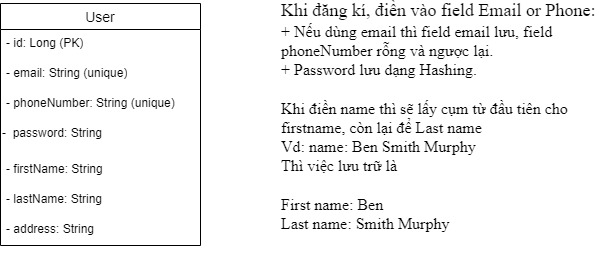 User
- id: Long (PK)
- email: String (unique)
- phoneNumber: String (unique)
- password: String
- firstName: String
- lastName: String
- address: String
Khi đăng kí, điền vào field Email or Phone:
+ Nếu dùng email thì field email lưu, field
phoneNumber rỗng và ngược lại.
+ Password lưu dạng Hashing.
Khi điền name thì sẽ lấy cụm từ đầu tiên cho
firstname, còn lại để Last name
Vd: name: Ben Smith Murphy
Thì việc lưu trữ là
First name: Ben
Last name: Smith Murphy